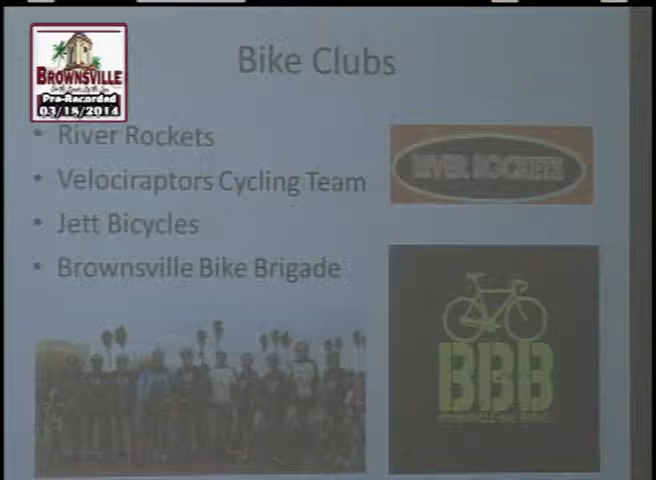 Bike Clubs
BROWNSVILLE
Pre-Recorded
03/18/2014
• River Rockets
• Velociraptors Cycling Team
• Jett Bicycles
• Brownsville Bike Brigade
RIVER ROCKETS
BBB